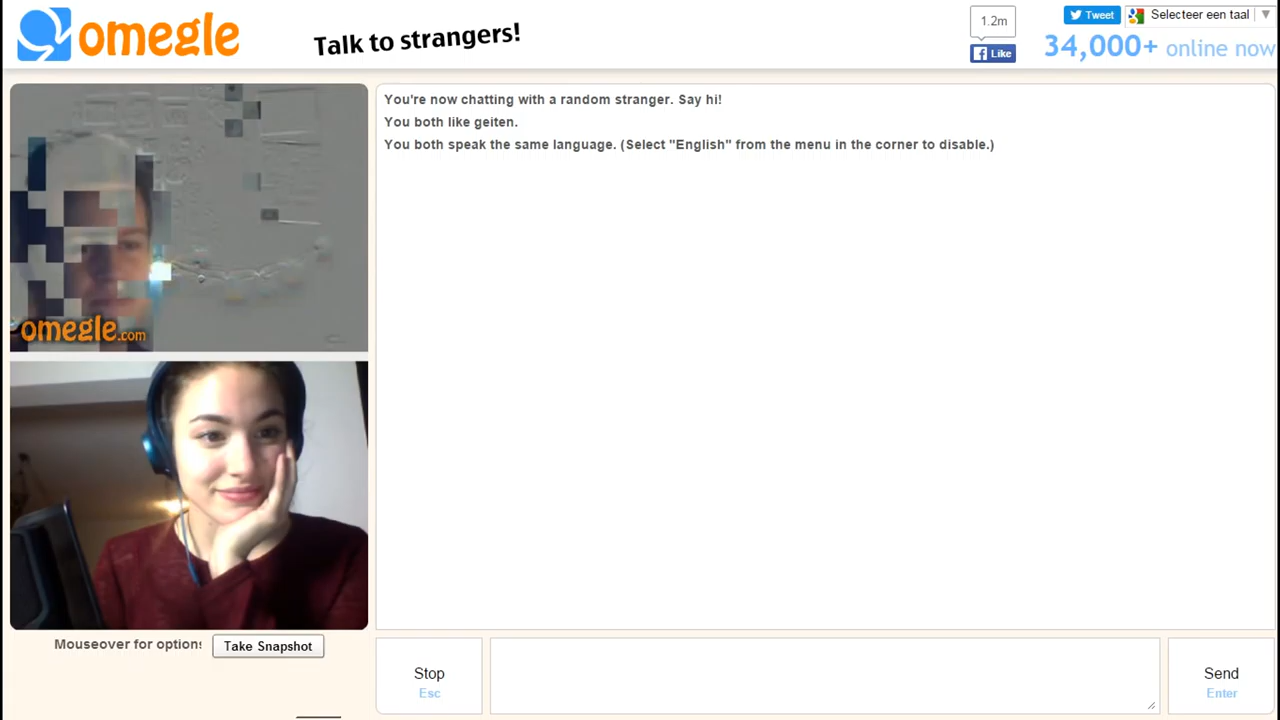 omegle
Talk to strangers!
1.2m
Like
Tweet
Selecteer een taal
34,000+ online now
omegle.com
You're now chatting with a random stranger. Say hi!
You both like geiten.
You both speak the same language. (Select "English" from the menu in the corner to disable.)
Mouseover for options
Take Snapshot
Stop
Esc
Send
Enter